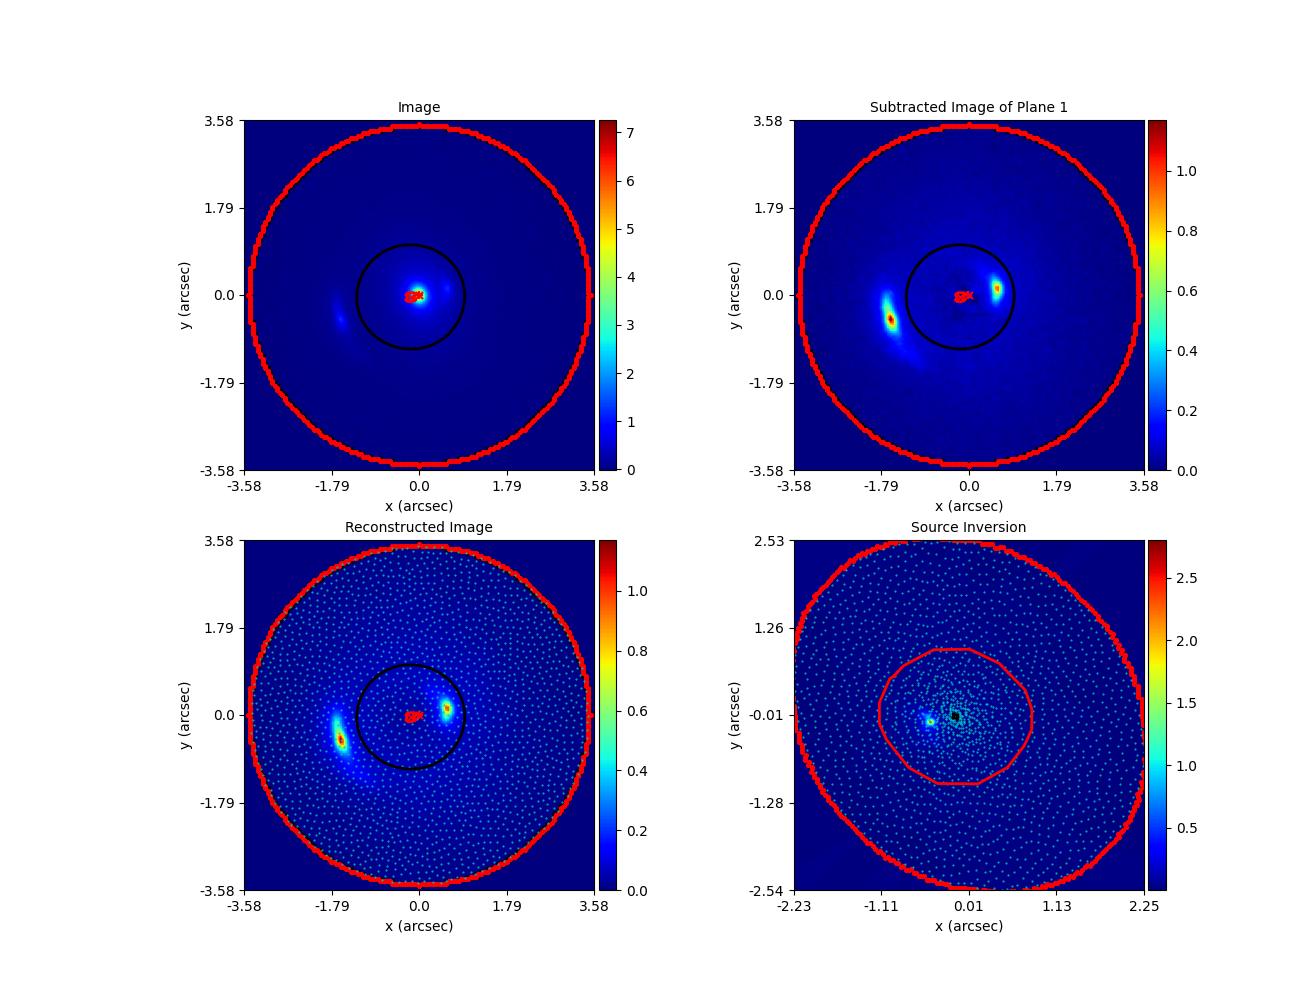 Image
3.58
1.79
0.0
-1.79
-3.58
y (arcsec)
-3.58 -1.79 0.0 1.79 3.58
x (arcsec)
7
6
5
4
3
2
1
0
Subtracted Image of Plane 1
3.58
1.79
0.0
-1.79
-3.58
y (arcsec)
-3.58 -1.79 0.0 1.79 3.58
x (arcsec)
1.0
0.8
0.6
0.4
0.2
0.0
Reconstructed Image
3.58
1.79
0.0
-1.79
-3.58
y (arcsec)
-3.58 -1.79 0.0 1.79 3.58
x (arcsec)
1.0
0.8
0.6
0.4
0.2
0.0
Source Inversion
2.53
1.26
-0.01
-1.28
-2.54
y (arcsec)
-2.23 -1.11 0.01 1.13 2.25
x (arcsec)
2.5
2.0
1.5
1.0
0.5